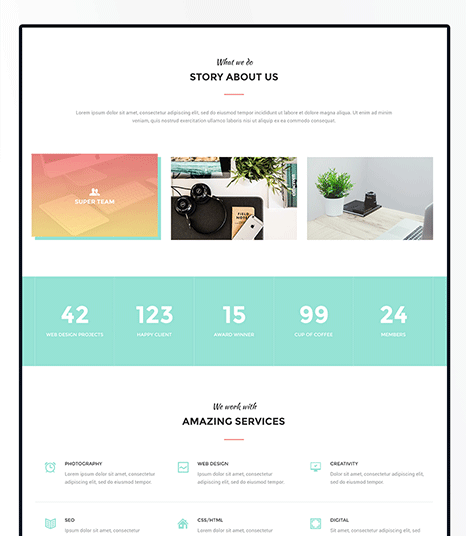 What we do
STORY ABOUT US
Lorem ipsum dolor sit amet, consectetur adipiscing elit, sed do eiusmod tempor incididunt ut labore et dolore magna aliqua. Ut enim ad minim
veniam, quis nostrud exercitation ullamco laboris nisi ut aliquip ex ea commodo consequat.
SUPER TEAM
FIELD NOTES
42
WEB DESIGN PROJECTS
123
HAPPY CLIENT
15
AWARD WINNER
99
CUP OF COFFEE
24
MEMBERS
We work with
AMAZING SERVICES
PHOTOGRAPHY
Lorem ipsum dolor sit amet, consectetur
adipiscing elit, sed do eiusmod tempor.
WEB DESIGN
Lorem ipsum dolor sit amet, consectetur
adipiscing elit, sed do eiusmod tempor.
CREATIVITY
Dolor sit amet, consectetur adipiscing elit,
sed do eiusmod tempor.
SEO
Lorem ipsum dolor sit amet, consectetur
CSS/HTML
Lorem ipsum dolor sit amet, consectetur
DIGITAL
Dolor sit amet, consectetur adipiscing elit,